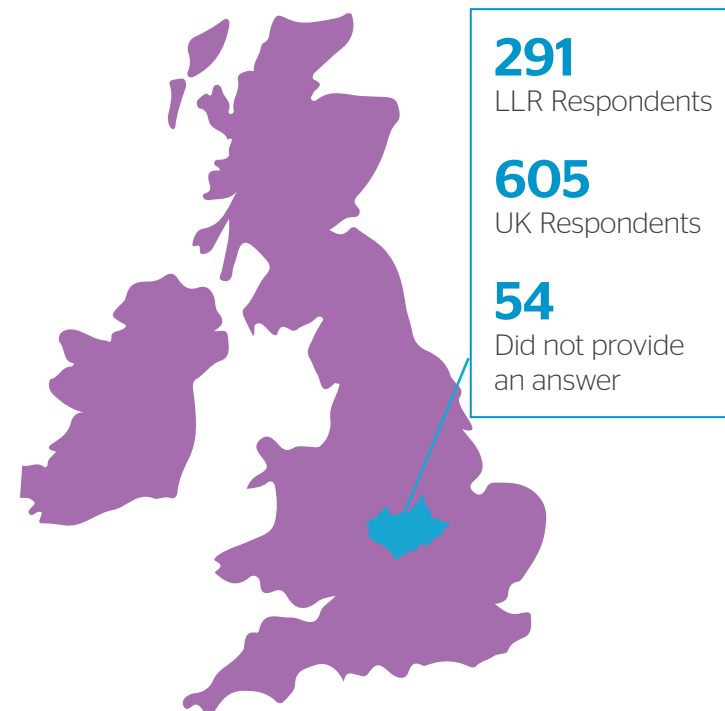 291
LLR Respondents
605
UK Respondents
54
Did not provide
an answer